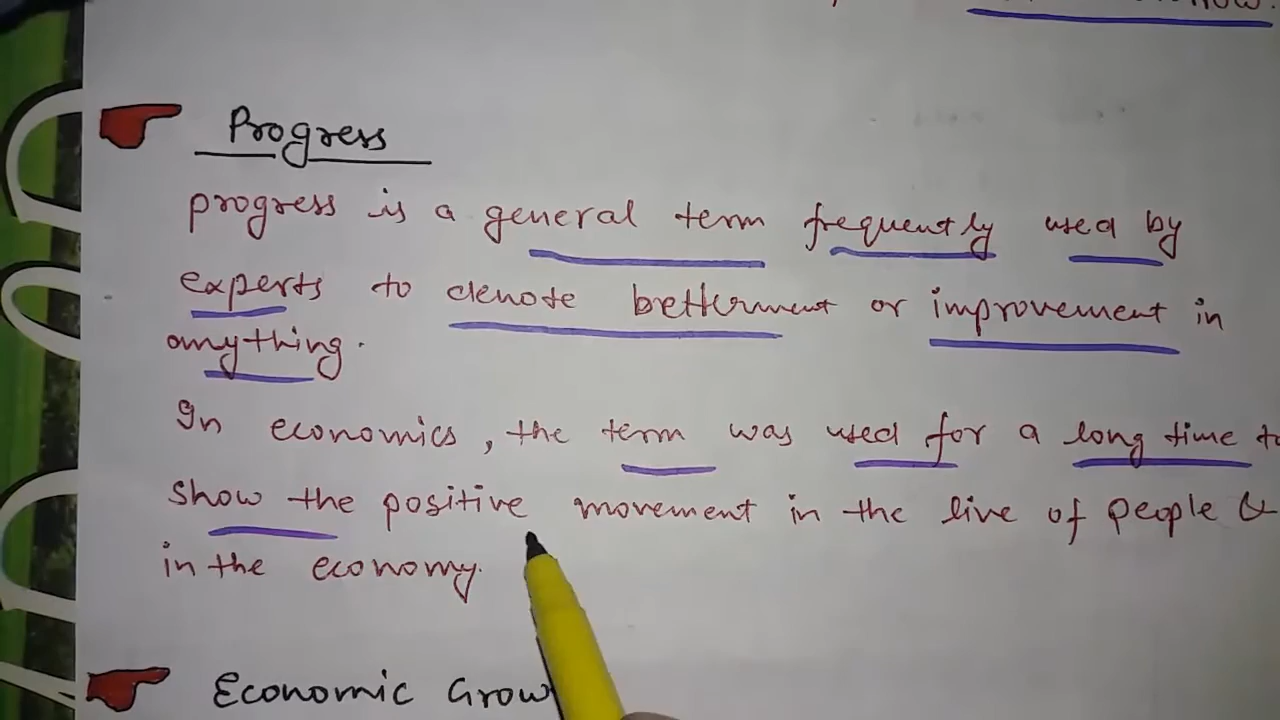 Progress
progress is a general term frequently used by
experts to denote betterment or improvement in
anything.
In economics, the term was used for a long time to
show the positive movement in the live of people &
in the economy.
Economic Grow